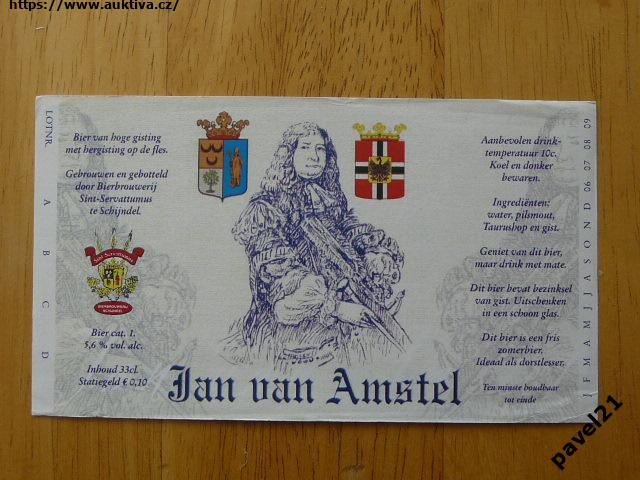 https://www.auktiva.cz/
LOTNR.
A
B
C
D
Bier van hoge gisting
met hergisting op de fles.
Gebrouwen en gebotteld
door Bierbrouwerij
Sint-Servattumus
te Schijndel.
Sint Servattumus
BIERBROUWERIJ
SCHIJNDEL
Bier cat. 1.
5,6 % vol. alc.
Inhoud 33cl.
Statiegeld € 0,10
Jan van Amstel
Aanbevolen drink-
temperatuur 10c.
Koel en donker
bewaren.
Ingrediënten:
water, pilsmout,
Taurushop en gist.
Geniet van dit bier,
maar drink met mate.
Dit bier bevat bezinksel
van gist. Uitschenken
in een schoon glas.
Dit bier is een fris
zomerbier.
Ideaal als dorstlesser.
Ten minste houdbaar
tot einde
J F M A M J J A S O N D 06 07 08 09
pavel21